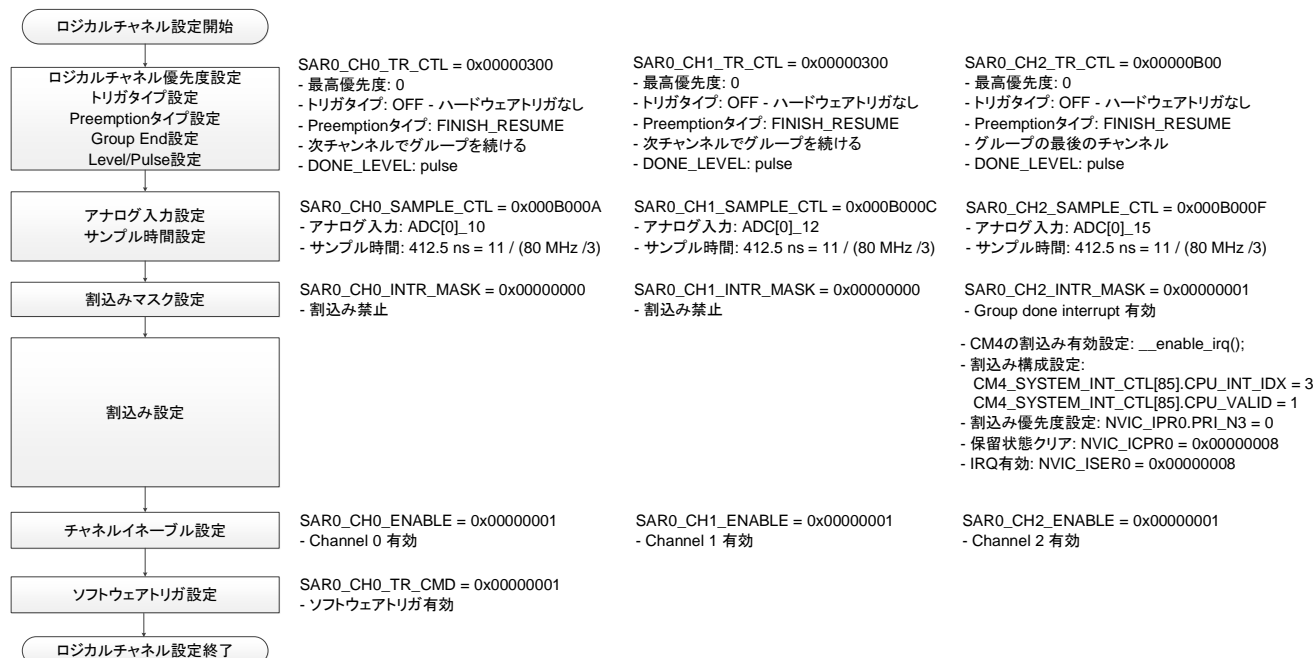 ロジカルチャネル設定開始
ロジカルチャネル優先度設定
トリガタイプ設定
Preemptionタイプ設定
Group End設定
Level/Pulse設定
SAR0_CH0_TR_CTL = 0x00000300
- 最高優先度: 0
- トリガタイプ: OFF - ハードウェアトリガなし
- Preemptionタイプ: FINISH_RESUME
- 次チャンネルでグループを続ける
- DONE_LEVEL: pulse
SAR0_CH1_TR_CTL = 0x00000300
- 最高優先度: 0
- トリガタイプ: OFF - ハードウェアトリガなし
- Preemptionタイプ: FINISH_RESUME
- 次チャンネルでグループを続ける
- DONE_LEVEL: pulse
SAR0_CH2_TR_CTL = 0x00000B00
- 最高優先度: 0
- トリガタイプ: OFF - ハードウェアトリガなし
- Preemptionタイプ: FINISH_RESUME
- グループの最後のチャンネル
- DONE_LEVEL: pulse
アナログ入力設定
サンプル時間設定
SAR0_CH0_SAMPLE_CTL = 0x000B000A
- アナログ入力: ADC[0]_10
- サンプル時間: 412.5 ns = 11 / (80 MHz /3)
SAR0_CH1_SAMPLE_CTL = 0x000B000C
- アナログ入力: ADC[0]_12
- サンプル時間: 412.5 ns = 11 / (80 MHz /3)
SAR0_CH2_SAMPLE_CTL = 0x000B000F
- アナログ入力: ADC[0]_15
- サンプル時間: 412.5 ns = 11 / (80 MHz /3)
割込みマスク設定
SAR0_CH0_INTR_MASK = 0x00000000
- 割込み禁止
SAR0_CH1_INTR_MASK = 0x00000000
- 割込み禁止
SAR0_CH2_INTR_MASK = 0x00000001
- Group done interrupt 有効
割込み設定
- CM4の割込み有効設定: __enable_irq();
- 割込み構成設定:
CM4_SYSTEM_INT_CTL[85].CPU_INT_IDX = 3
CM4_SYSTEM_INT_CTL[85].CPU_VALID = 1
- 割込み優先度設定: NVIC_IPR0.PRI_N3 = 0
- 保留状態クリア: NVIC_ICPR0 = 0x00000008
- IRQ有効: NVIC_ISER0 = 0x00000008
チャネルイネーブル設定
SAR0_CH0_ENABLE = 0x00000001
- Channel 0 有効
SAR0_CH1_ENABLE = 0x00000001
- Channel 1 有効
SAR0_CH2_ENABLE = 0x00000001
- Channel 2 有効
ソフトウェアトリガ設定
SAR0_CH0_TR_CMD = 0x00000001
- ソフトウェアトリガ有効
ロジカルチャネル設定終了